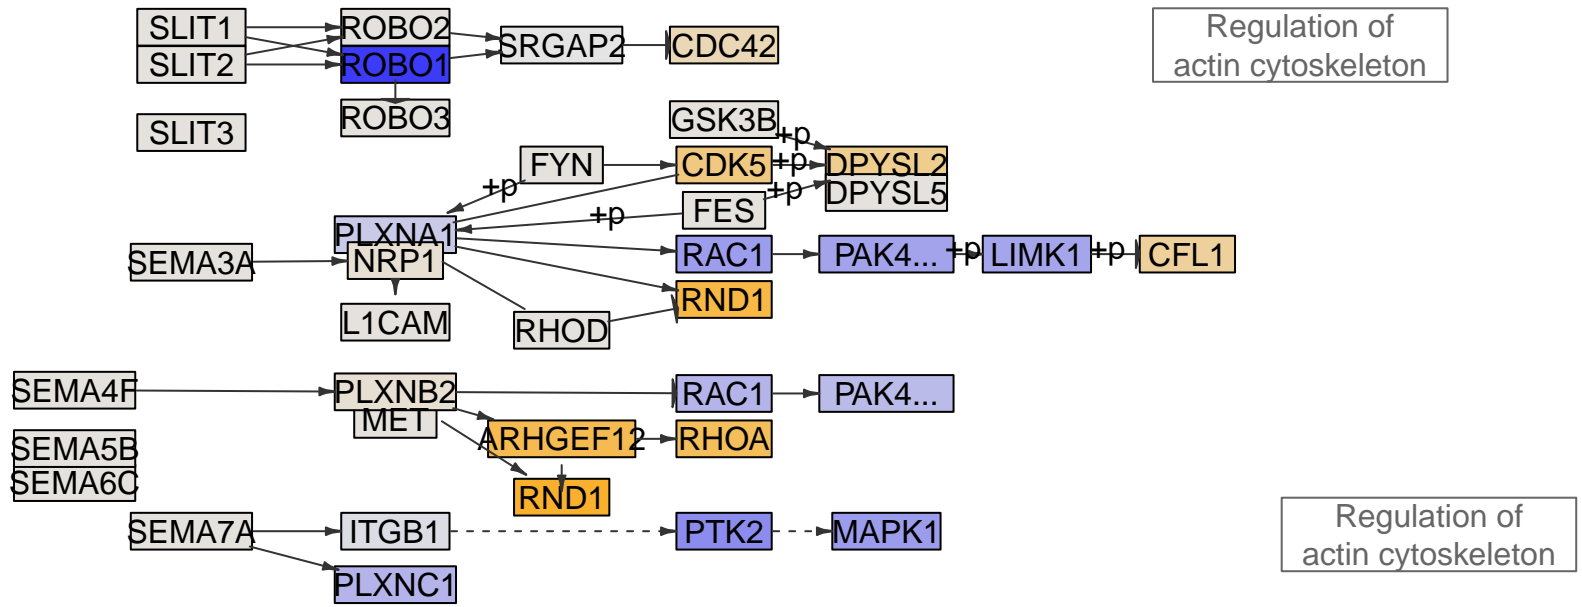 SLIT1
ROBO2
SRGAP2
CDC42
Regulation of
actin cytoskeleton
SLIT2
ROBO1
SLIT3
ROBO3
GSK3B
+p
FYN
CDK5
+p
DPYSL2
+p
FES
+p
DPYSL5
+p
PLXNA1
SEMA3A
NRP1
RAC1
PAK4...
+p
LIMK1
+p
CFL1
RND1
L1CAM
RHOD
SEMA4F
PLXNB2
RAC1
PAK4...
MET
ARHGEF12
RHOA
SEMA5B
SEMA6C
RND1
SEMA7A
ITGB1
PTK2
MAPK1
Regulation of
actin cytoskeleton
PLXNC1